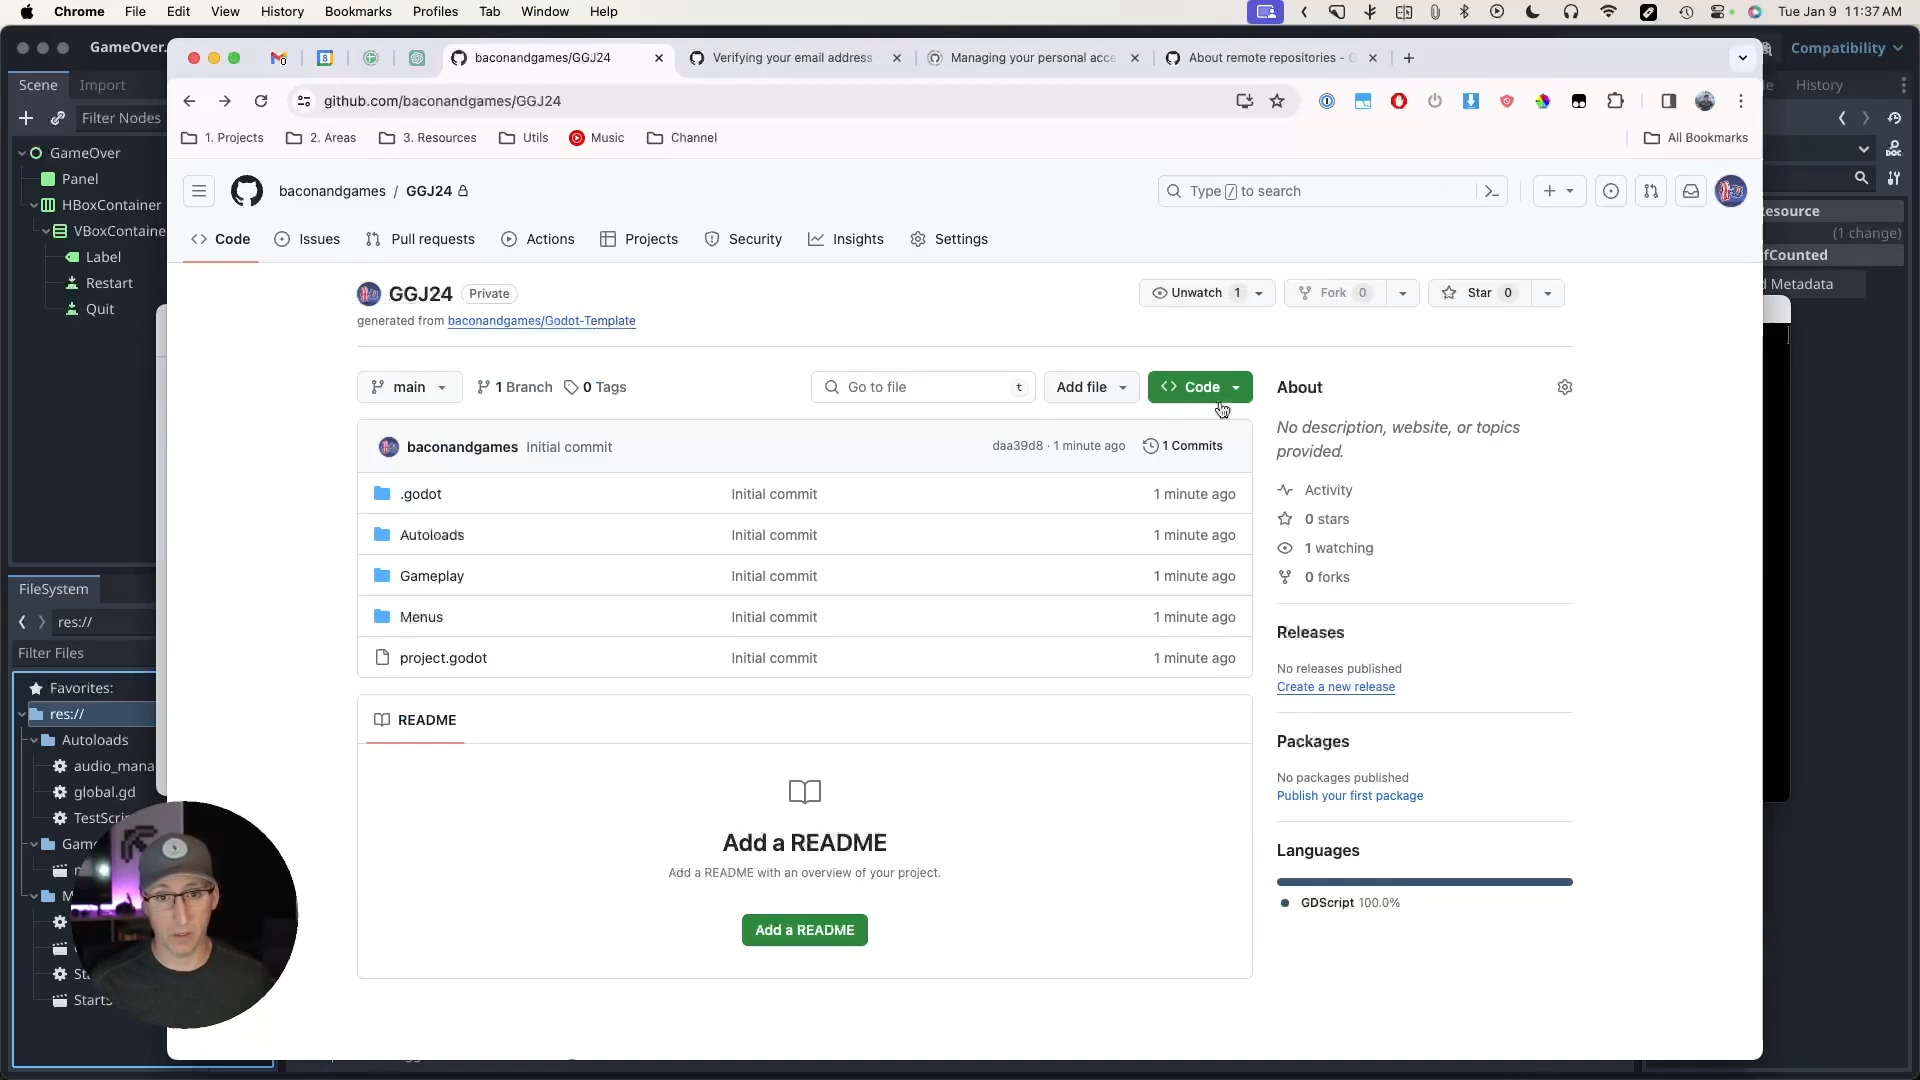 Chrome File Edit View History Bookmarks Profiles Tab Window Help
Tue Jan 9 11:37 AM
GameOver.
Compatibility
Scene Import
Filter Nodes
GameOver
Panel
HBoxContainer
VBoxContaine
Label
Restart
Quit
FileSystem
res://
Filter Files
Favorites:
res://
Autoloads
audio_mana
global.gd
TestScri
Game
M
St
StartS
baconandgames/GGJ24
Verifying your email address
Managing your personal acce
About remote repositories - G
github.com/baconandgames/GGJ24
1. Projects 2. Areas 3. Resources Utils Music Channel All Bookmarks
baconandgames / GGJ24
Type / to search
Code Issues Pull requests Actions Projects Security Insights Settings
GGJ24 Private
Unwatch 1 Fork 0 Star 0
generated from baconandgames/Godot-Template
main 1 Branch 0 Tags
Go to file t Add file <> Code
baconandgames Initial commit daa39d8 · 1 minute ago 1 Commits
.godot Initial commit 1 minute ago
Autoloads Initial commit 1 minute ago
Gameplay Initial commit 1 minute ago
Menus Initial commit 1 minute ago
project.godot Initial commit 1 minute ago
README
Add a README
Add a README with an overview of your project.
Add a README
About
No description, website, or topics
provided.
Activity
0 stars
1 watching
0 forks
Releases
No releases published
Create a new release
Packages
No packages published
Publish your first package
Languages
GDScript 100.0%
History
esource
(1 change)
fCounted
d Metadata